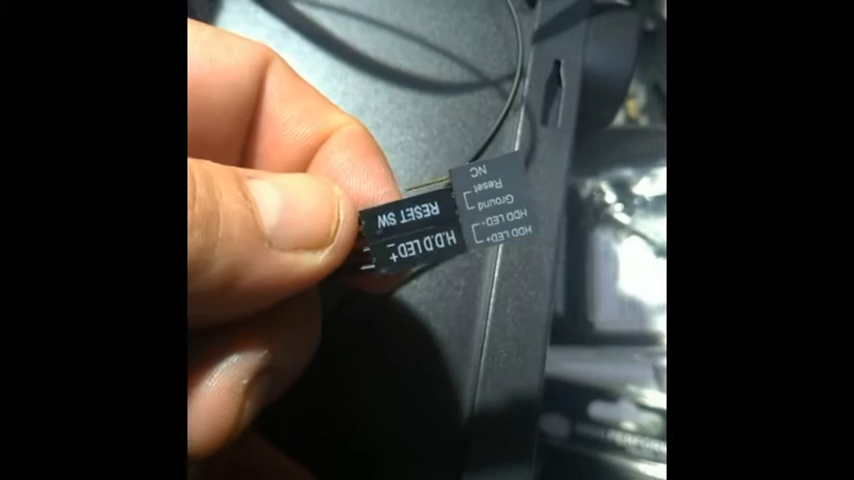 HDD LED+
HDD LED-
Ground
Reset
NC
H.D.D LED+
-
RESET SW